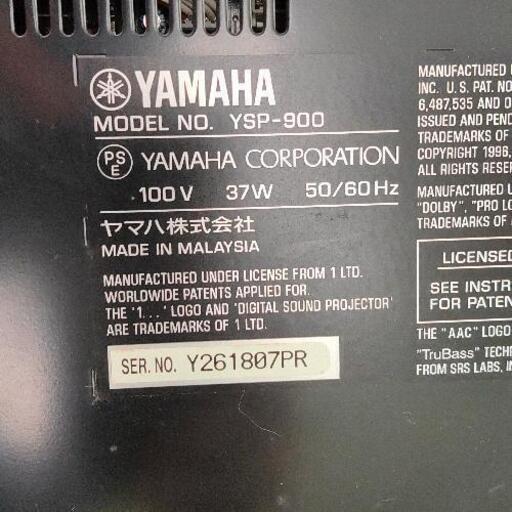 YAMAHA
MODEL NO. YSP-900
PS E YAMAHA CORPORATION
100V 37W 50/60Hz
ヤマハ株式会社
MADE IN MALAYSIA
MANUFACTURED UNDER LICENSE FROM 1 LTD.
WORLDWIDE PATENTS APPLIED FOR.
THE '1...' LOGO AND 'DIGITAL SOUND PROJECTOR'
ARE TRADEMARKS OF 1 LTD.
SER. NO. Y261807PR
MANUFACTURED
INC. U.S. PAT. NO
6,487,535 AND O
ISSUED AND PEND
TRADEMARKS OF
COPYRIGHT 1996,
ALL RIGHTS RESER
MANUFACTURED U
"DOLBY", "PRO LO
TRADEMARKS OF
LICENSED
SEE INSTR
FOR PATEN
THE "AAC" LOGO
"TruBass" TECHN
FROM SRS LABS, I